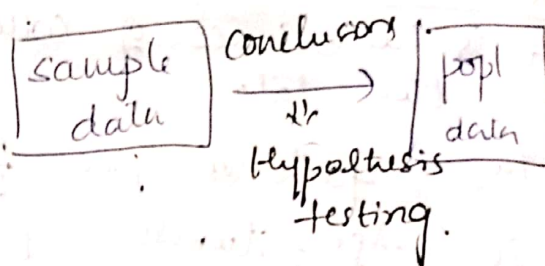 sample
data
conclusions
Hypothesis
testing.
popl
data